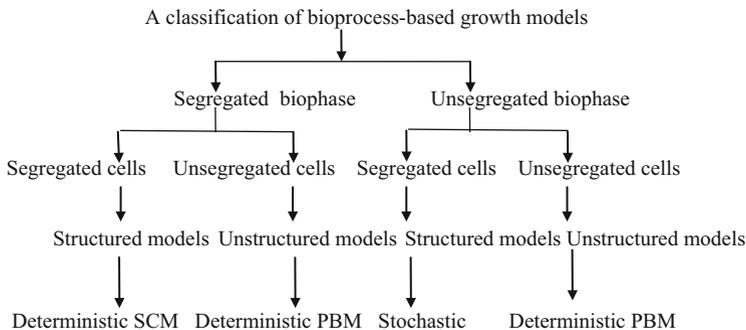 A classification of bioprocess-based growth models
Segregated biophase Unsegregated biophase
Segregated cells Unsegregated cells Segregated cells Unsegregated cells
Structured models Unstructured models Structured models Unstructured models
Deterministic SCM Deterministic PBM Stochastic Deterministic PBM